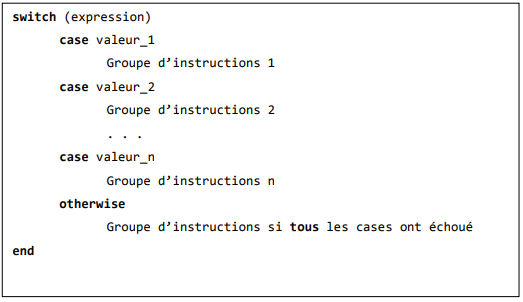 switch (expression)
case valeur_1
Groupe d’instructions 1
case valeur_2
Groupe d’instructions 2
. . .
case valeur_n
Groupe d’instructions n
otherwise
Groupe d’instructions si tous les cases ont échoué
end